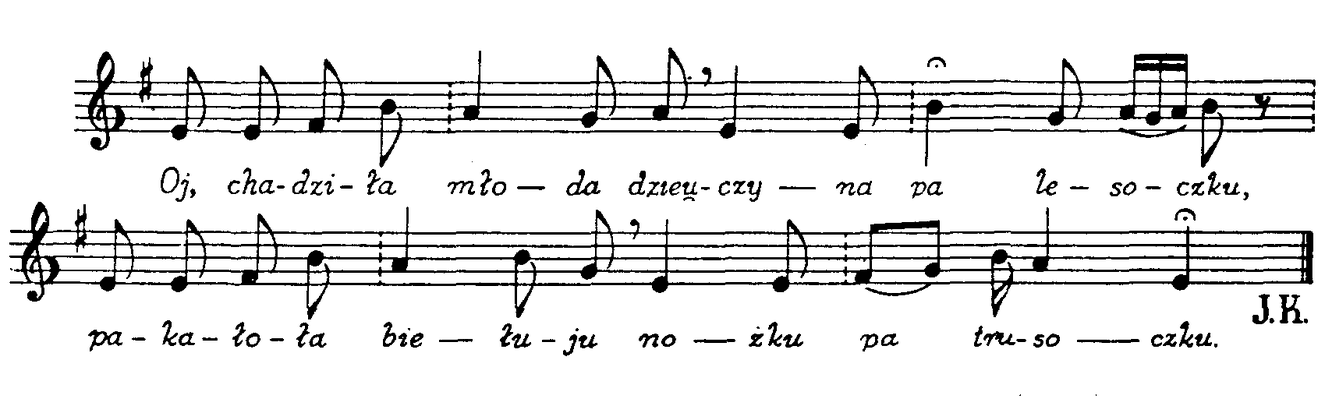 Oj, cha-dzi-ła mło — da dzieu̯-czy — na pa le - so - czku,
pa - ka - ło - ła bie — łu - ju no — żku pa tru-so — czku.
J. K.